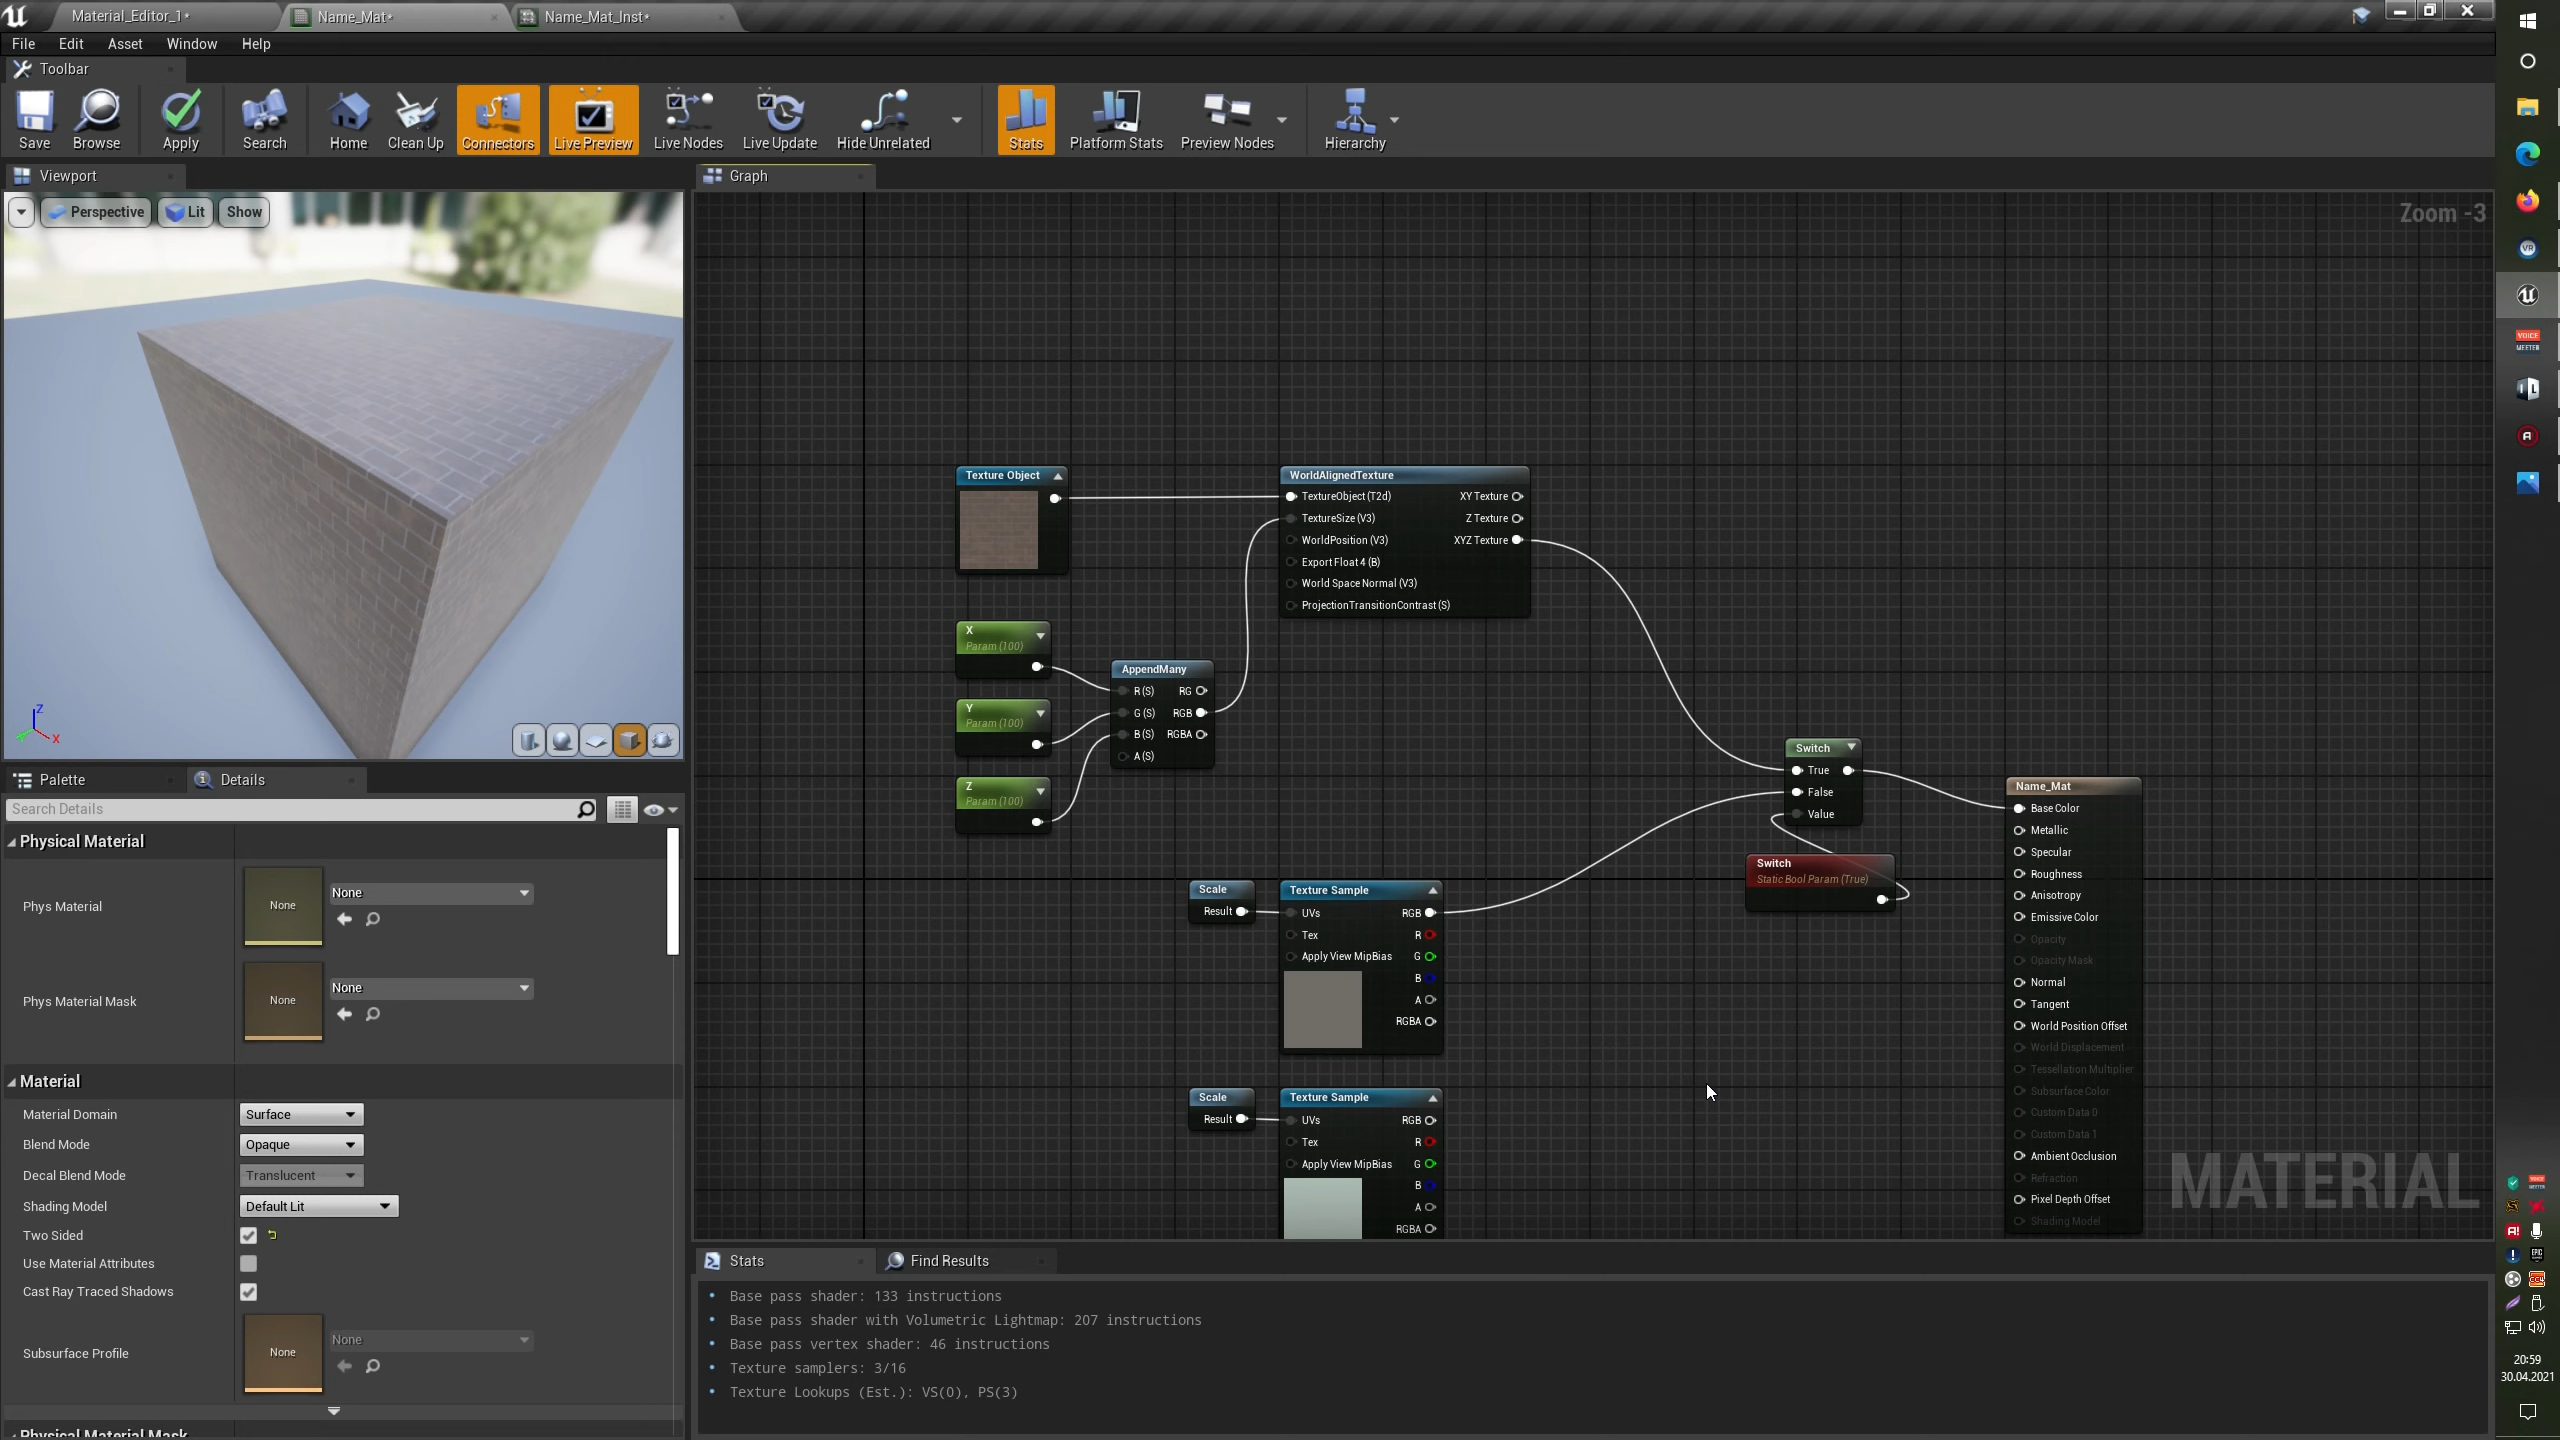 Material_Editor_1*
Name_Mat*
Name_Mat_Inst*
File
Edit
Asset
Window
Help
Toolbar
Save
Browse
Apply
Search
Home
Clean Up
Connectors
Live Preview
Live Nodes
Live Update
Hide Unrelated
Stats
Platform Stats
Preview Nodes
Hierarchy
Viewport
Perspective
Lit
Show
Z
X
Palette
Details
Search Details
Physical Material
Phys Material
None
None
Phys Material Mask
None
None
Material
Material Domain
Surface
Blend Mode
Opaque
Decal Blend Mode
Translucent
Shading Model
Default Lit
Two Sided
Use Material Attributes
Cast Ray Traced Shadows
Subsurface Profile
None
None
Physical Material Mask
Graph
Zoom -3
Texture Object
WorldAlignedTexture
TextureObject (T2d)
XY Texture
TextureSize (V3)
Z Texture
WorldPosition (V3)
XYZ Texture
Export Float 4 (B)
World Space Normal (V3)
ProjectionTransitionContrast (S)
X
Param (100)
Y
Param (100)
Z
Param (100)
AppendMany
R (S)
RG
G (S)
RGB
B (S)
RGBA
A (S)
Switch
True
False
Value
Switch
Static Bool Param (True)
Scale
Result
Texture Sample
UVs
RGB
Tex
R
Apply View MipBias
G
B
A
RGBA
Scale
Result
Texture Sample
UVs
RGB
Tex
R
Apply View MipBias
G
B
A
RGBA
Name_Mat
Base Color
Metallic
Specular
Roughness
Anisotropy
Emissive Color
Opacity
Opacity Mask
Normal
Tangent
World Position Offset
World Displacement
Tessellation Multiplier
Subsurface Color
Custom Data 0
Custom Data 1
Ambient Occlusion
Refraction
Pixel Depth Offset
Shading Model
MATERIAL
Stats
Find Results
Base pass shader: 133 instructions
Base pass shader with Volumetric Lightmap: 207 instructions
Base pass vertex shader: 46 instructions
Texture samplers: 3/16
Texture Lookups (Est.): VS(0), PS(3)
VR
VOICE
MEETER
20:59
30.04.2021